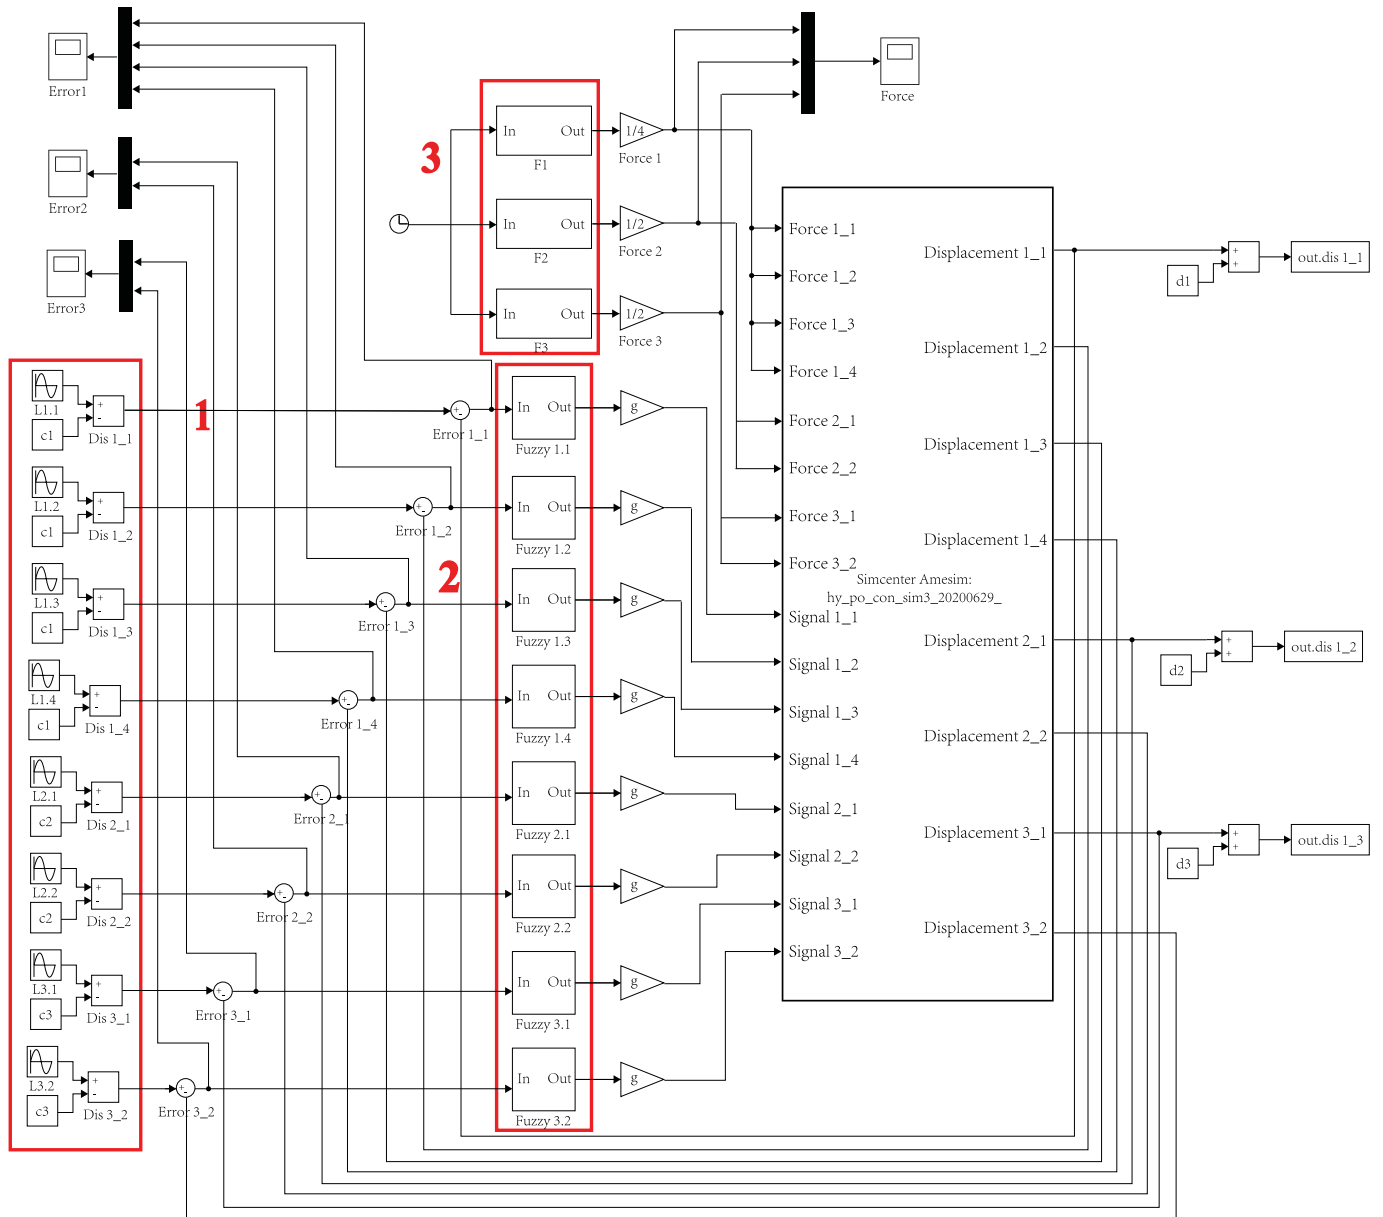 Error1
Error2
Error3
Force
3
In Out
F1
1/4
Force 1
In Out
F2
1/2
Force 2
In Out
F3
1/2
Force 3
1
L1.1
c1
+
-
Dis 1_1
L1.2
c1
+
-
Dis 1_2
L1.3
c1
+
-
Dis 1_3
L1.4
c1
+
-
Dis 1_4
L2.1
c2
+
-
Dis 2_1
L2.2
c2
+
-
Dis 2_2
L3.1
c3
+
-
Dis 3_1
L3.2
c3
+
-
Dis 3_2
2
+-
Error 1_1
+-
Error 1_2
+-
Error 1_3
+-
Error 1_4
+-
Error 2_1
+-
Error 2_2
+-
Error 3_1
+-
Error 3_2
In Out
Fuzzy 1.1
g
In Out
Fuzzy 1.2
g
In Out
Fuzzy 1.3
g
In Out
Fuzzy 1.4
g
In Out
Fuzzy 2.1
g
In Out
Fuzzy 2.2
g
In Out
Fuzzy 3.1
g
In Out
Fuzzy 3.2
g
Force 1_1
Force 1_2
Force 1_3
Force 1_4
Force 2_1
Force 2_2
Force 3_1
Force 3_2
Simcenter Amesim:
hy_po_con_sim3_20200629_
Signal 1_1
Signal 1_2
Signal 1_3
Signal 1_4
Signal 2_1
Signal 2_2
Signal 3_1
Signal 3_2
Displacement 1_1
Displacement 1_2
Displacement 1_3
Displacement 1_4
Displacement 2_1
Displacement 2_2
Displacement 3_1
Displacement 3_2
d1
+
+
out.dis 1_1
d2
+
+
out.dis 1_2
d3
+
+
out.dis 1_3